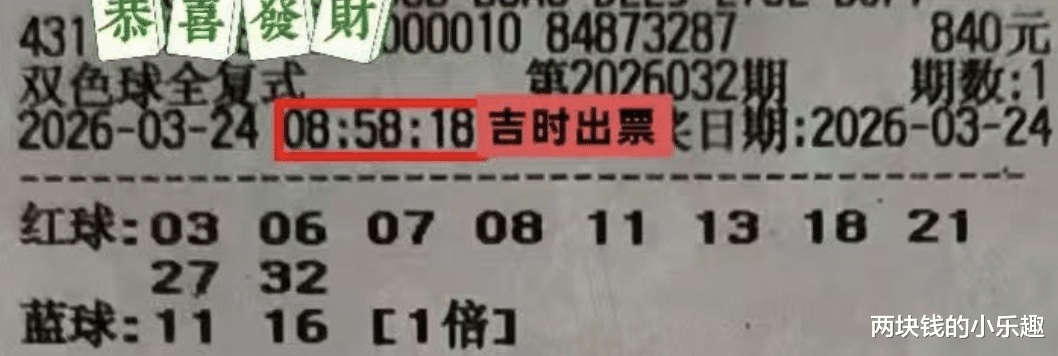 恭喜發財
431 000010 84873287 840元
双色球全复式 第2026032期 期数:1
2026-03-24 08:58:18 吉时出票 日期:2026-03-24
红球:03 06 07 08 11 13 18 21
27 32
蓝球:11 16 [1倍]
两块钱的小乐趣